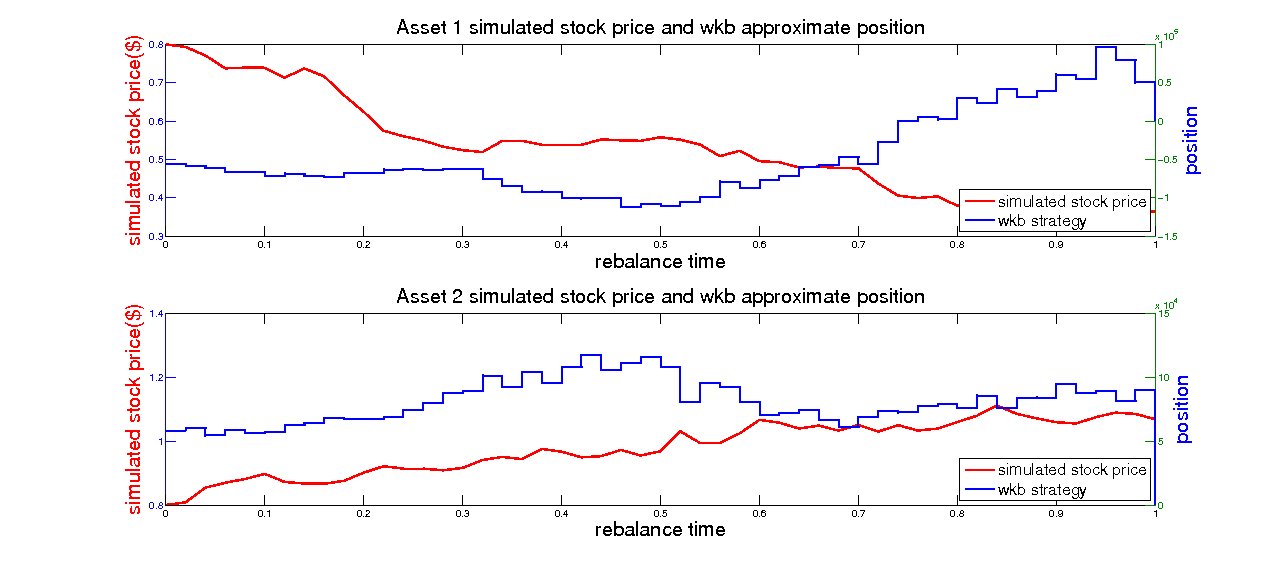 Asset 1 simulated stock price and wkb approximate position
x 10^5
simulated stock price($)
0.8
0.7
0.6
0.5
0.4
0.3
1
0.5
0
-0.5
-1
-1.5
position
simulated stock price
wkb strategy
0 0.1 0.2 0.3 0.4 0.5 0.6 0.7 0.8 0.9 1
rebalance time
Asset 2 simulated stock price and wkb approximate position
x 10^4
simulated stock price($)
1.4
1.2
1
0.8
15
10
5
0
position
simulated stock price
wkb strategy
0 0.1 0.2 0.3 0.4 0.5 0.6 0.7 0.8 0.9 1
rebalance time